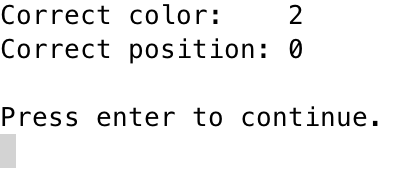 Correct color:    2
Correct position: 0

Press enter to continue.